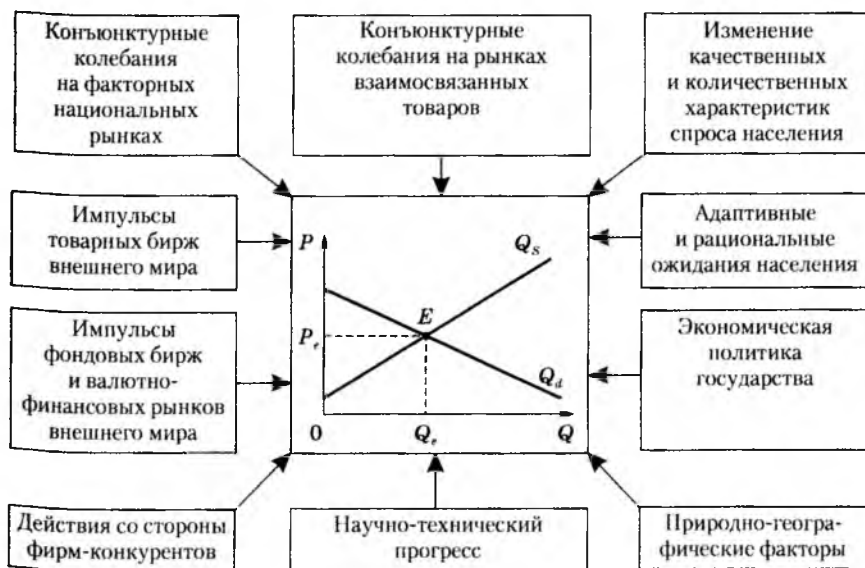 Конъюнктурные
колебания
на факторных
национальных
рынках
Конъюнктурные
колебания на рынках
взаимосвязанных
товаров
Изменение
качественных
и количественных
характеристик
спроса населения
Импульсы
товарных бирж
внешнего мира
P
Q_s
E
P_e
Q_d
0
Q_e
Q
Адаптивные
и рациональные
ожидания населения
Импульсы
фондовых бирж
и валютно-
финансовых рынков
внешнего мира
Экономическая
политика
государства
Действия со стороны
фирм-конкурентов
Научно-технический
прогресс
Природно-геогра-
фические факторы